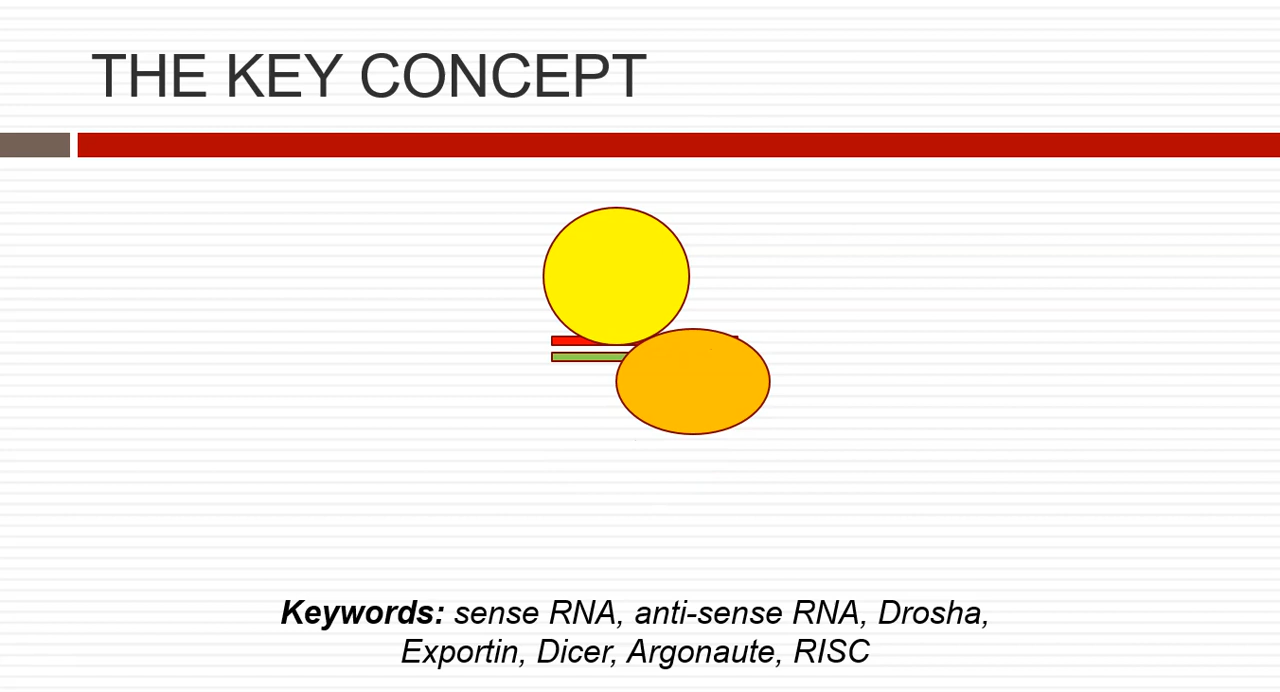 THE KEY CONCEPT
Keywords: sense RNA, anti-sense RNA, Drosha,
Exportin, Dicer, Argonaute, RISC